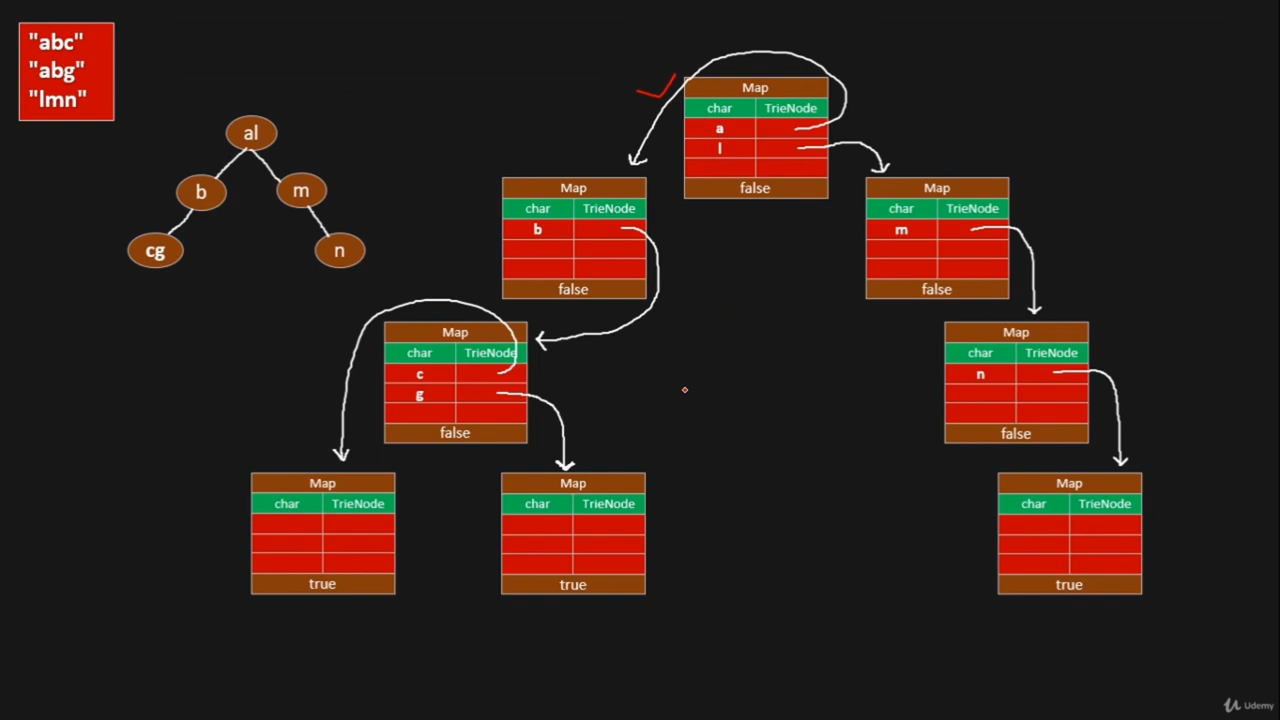 "abc"
"abg"
"lmn"
al
b
m
cg
n
Map
char TrieNode
a
l
false
Map
char TrieNode
b
false
Map
char TrieNode
m
false
Map
char TrieNode
c
g
false
Map
char TrieNode
n
false
Map
char TrieNode
true
Map
char TrieNode
true
Map
char TrieNode
true
Udemy